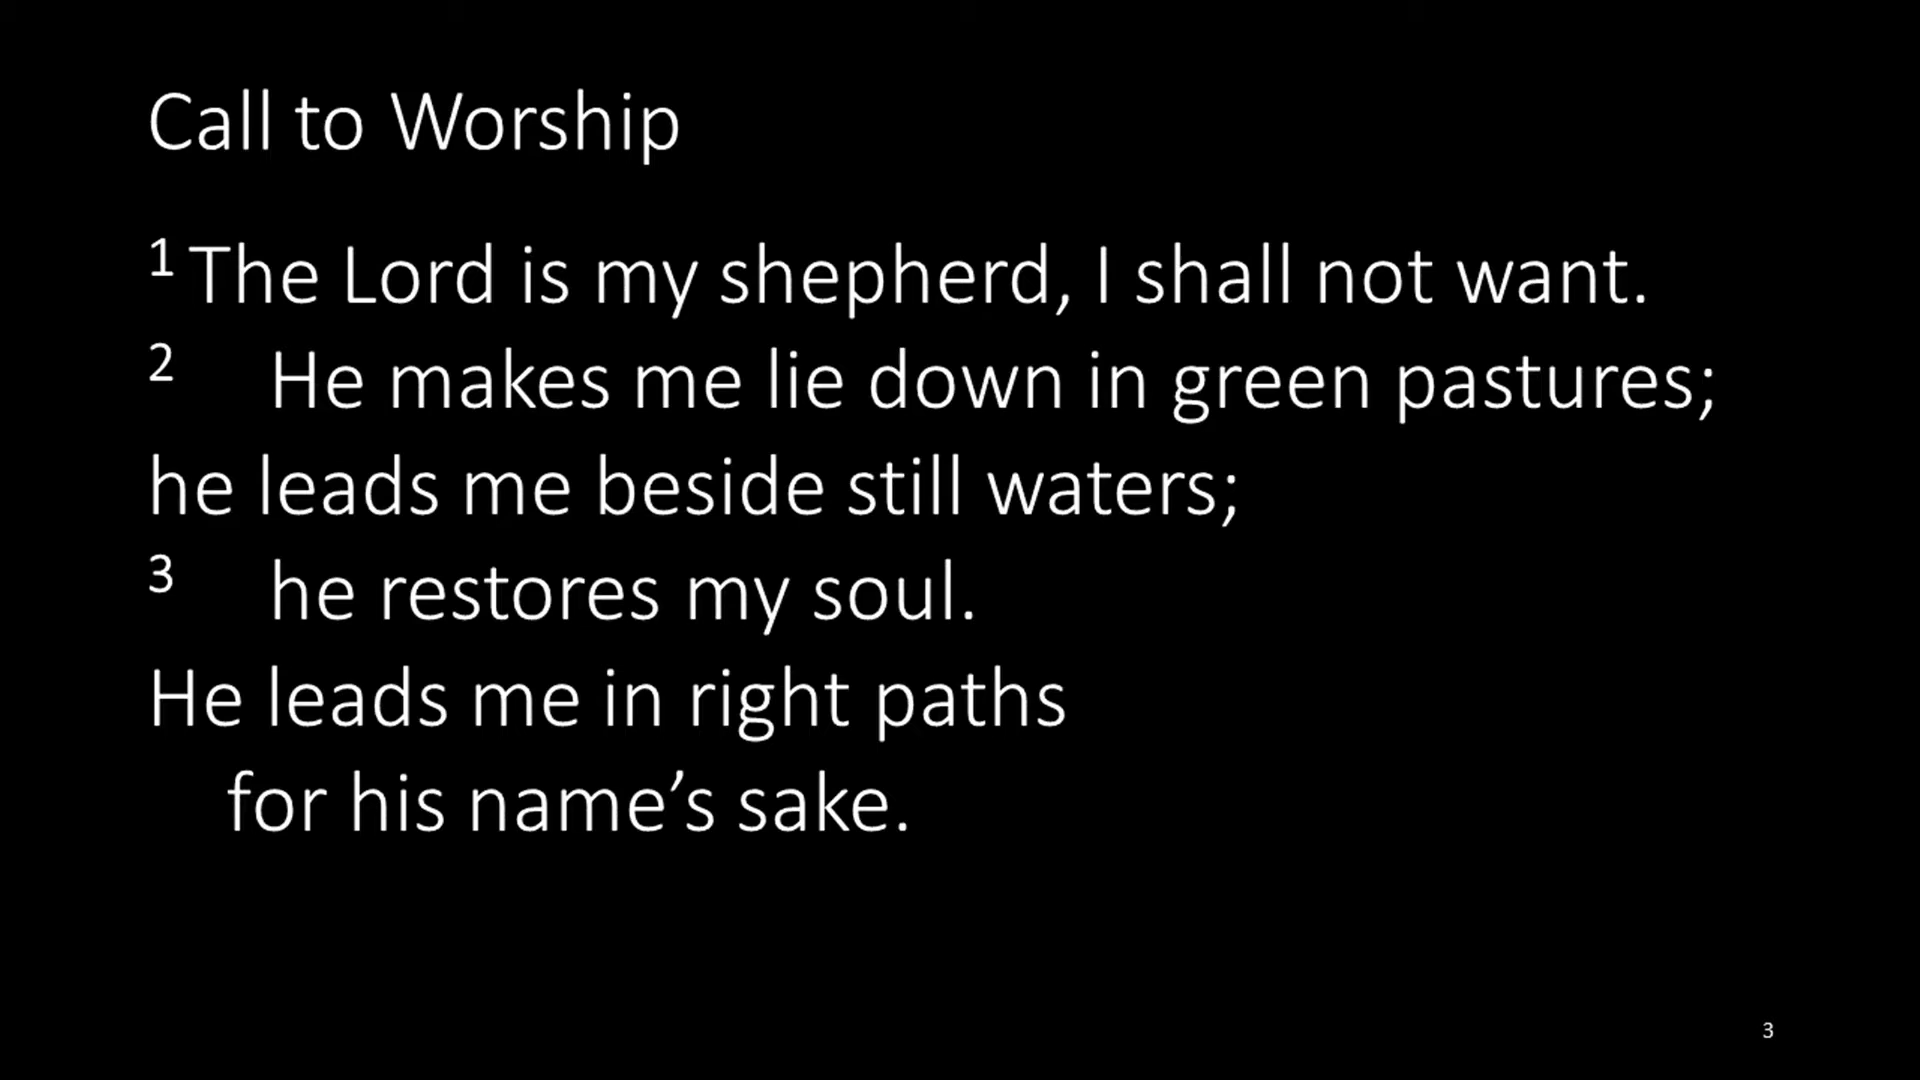 Call to Worship
1 The Lord is my shepherd, I shall not want.
2 He makes me lie down in green pastures;
he leads me beside still waters;
3 he restores my soul.
He leads me in right paths
for his name’s sake.
3